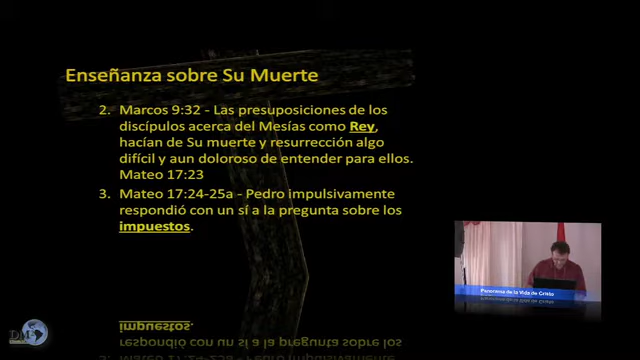 Enseñanza sobre Su Muerte
2. Marcos 9:32 - Las presuposiciones de los
discípulos acerca del Mesías como Rey,
hacían de Su muerte y resurrección algo
difícil y aun doloroso de entender para ellos.
Mateo 17:23
3. Mateo 17:24-25a - Pedro impulsivamente
respondió con un sí a la pregunta sobre los
impuestos.
Panorama de la Vida de Cristo